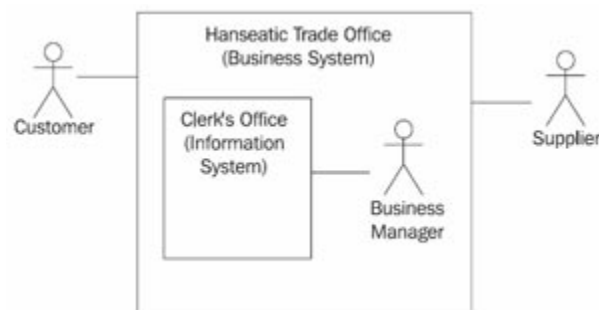 Hanseatic Trade Office
(Business System)
Customer
Clerk's Office
(Information
System)
Business
Manager
Supplier